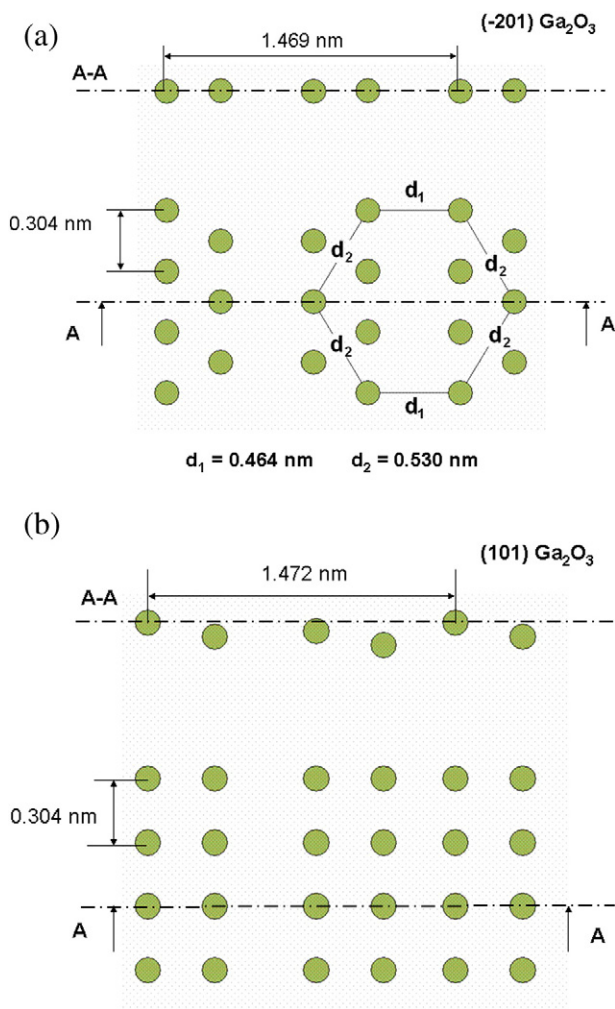 (a)
(-201) Ga₂O₃
1.469 nm
A-A
d₁
0.304 nm
d₂ d₂
A A
d₂ d₂
d₁
d₁ = 0.464 nm d₂ = 0.530 nm
(b)
(101) Ga₂O₃
1.472 nm
A-A
0.304 nm
A A